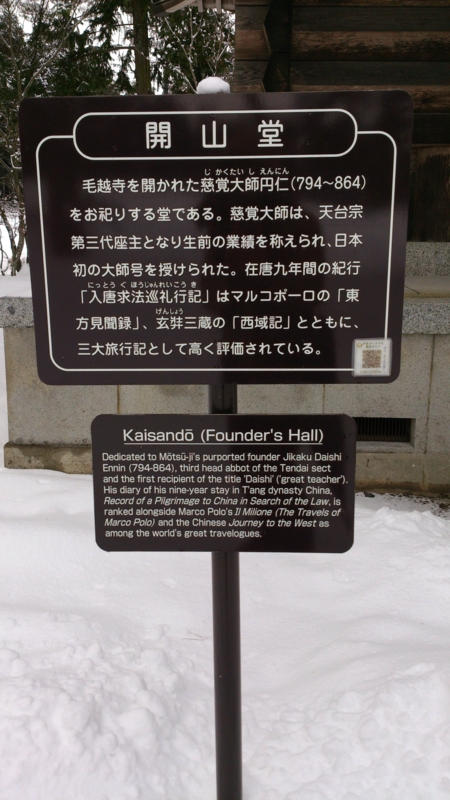 開山堂
じかくたいしえんにん
毛越寺を開かれた慈覚大師円仁(794〜864)
をお祀りする堂である。慈覚大師は、天台宗
第三代座主となり生前の業績を称えられ、日本
初の大師号を授けられた。在唐九年間の紀行
にっとうぐほうじゅんれいこうき
「入唐求法巡礼行記」はマルコポーロの「東
げんしょう
方見聞録」、玄弉三蔵の「西域記」とともに、
三大旅行記として高く評価されている。
Kaisandō (Founder's Hall)
Dedicated to Mōtsū-ji's purported founder Jikaku Daishi
Ennin (794-864), third head abbot of the Tendai sect
and the first recipient of the title 'Daishi' ('great teacher').
His diary of his nine-year stay in T'ang dynasty China,
Record of a Pilgrimage to China in Search of the Law, is
ranked alongside Marco Polo's Il Milione (The Travels of
Marco Polo) and the Chinese Journey to the West as
among the world's great travelogues.